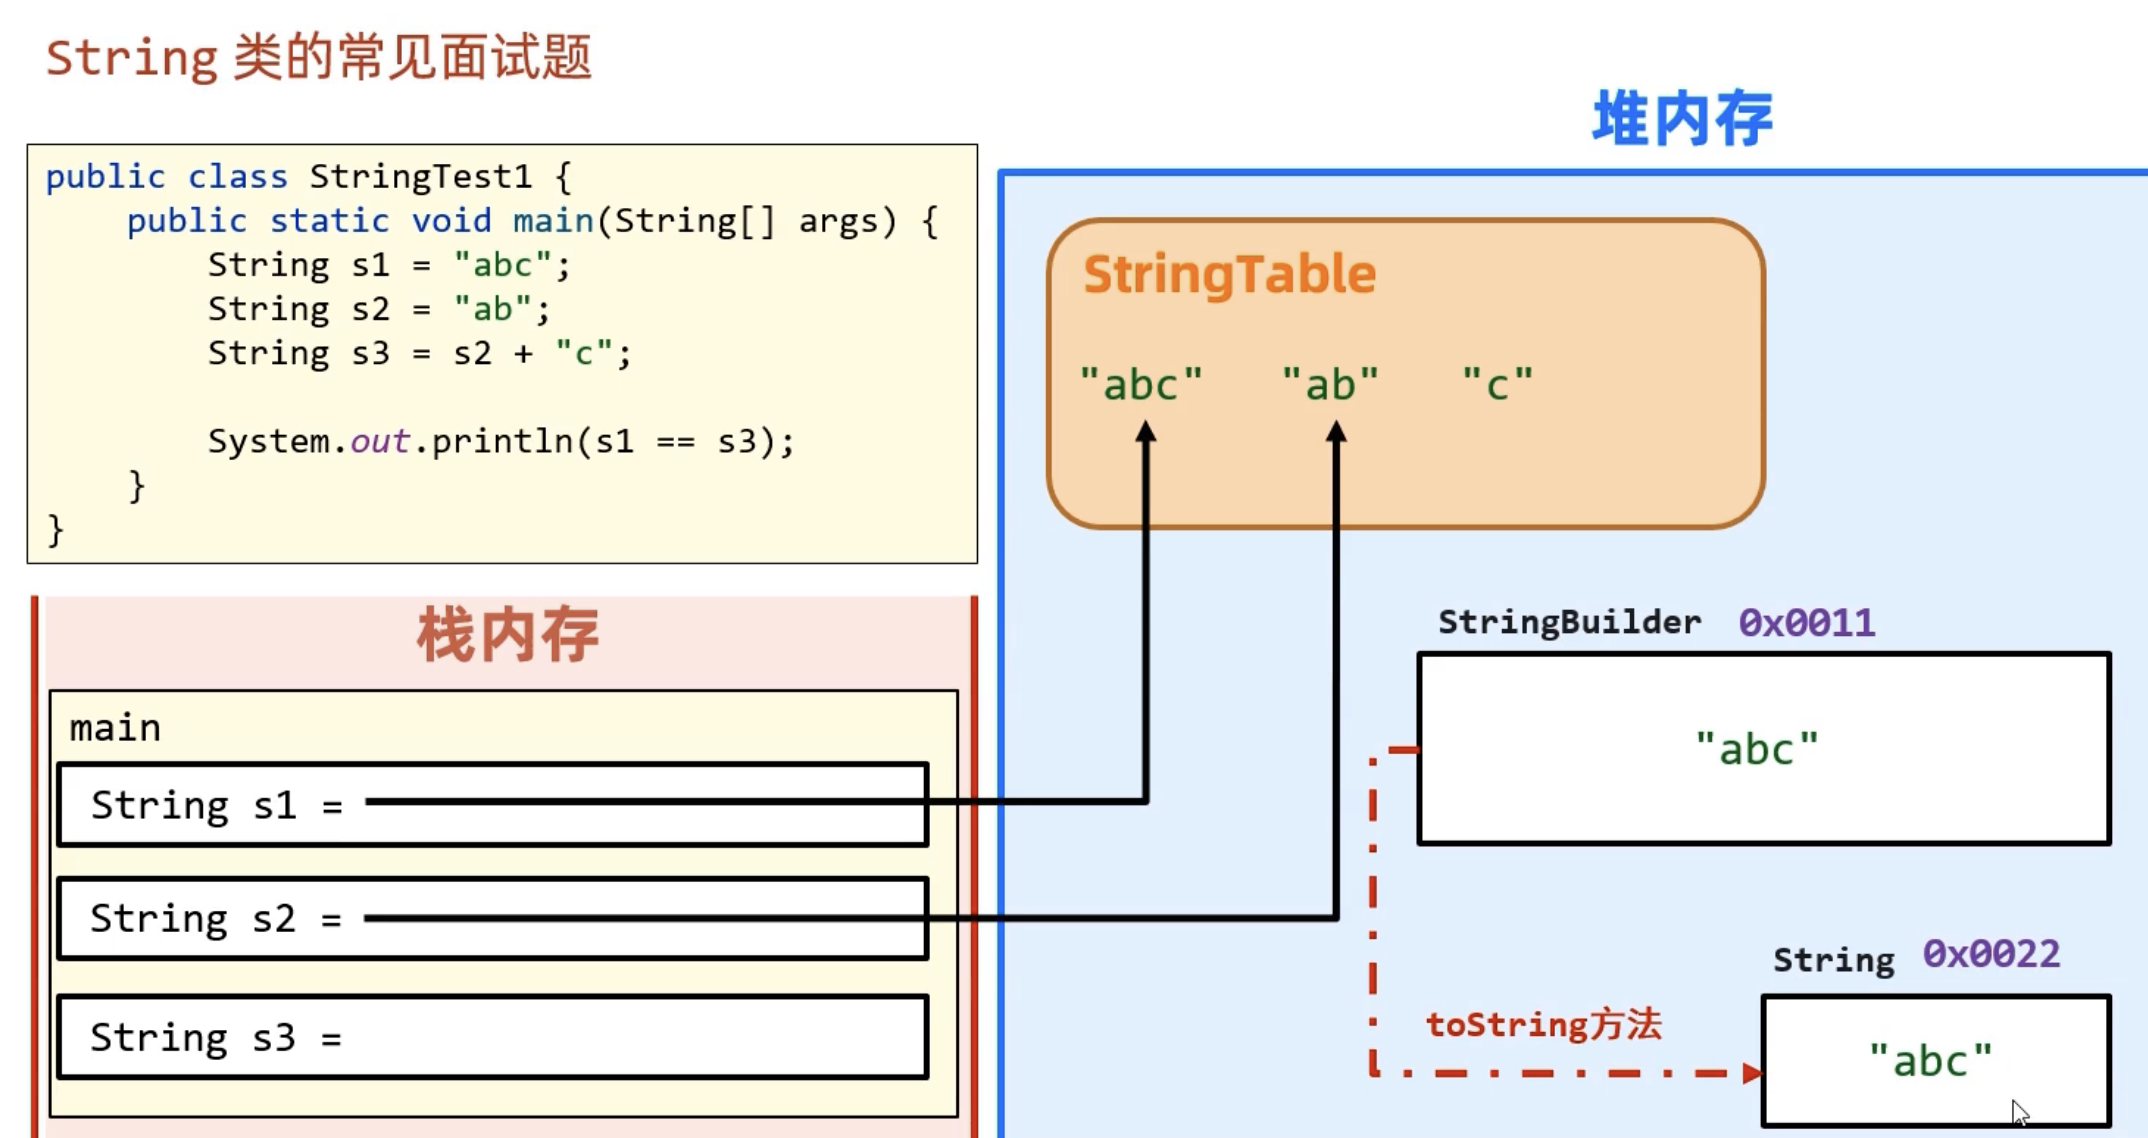 String 类的常见面试题
public class StringTest1 {
    public static void main(String[] args) {
        String s1 = "abc";
        String s2 = "ab";
        String s3 = s2 + "c";
        System.out.println(s1 == s3);
    }
}
堆内存
StringTable
"abc" "ab" "c"
栈内存
main
String s1 =
String s2 =
String s3 =
StringBuilder 0x0011
"abc"
String 0x0022
toString方法
"abc"